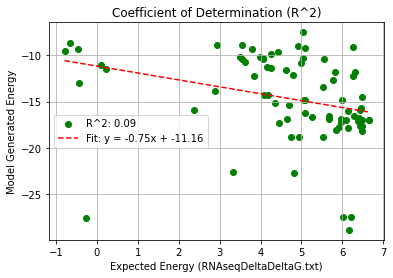 Coefficient of Determination (R^2)
Model Generated Energy
−10
−15
−20
−25
R^2: 0.09
Fit: y = -0.75x + -11.16
−1
0
1
2
3
4
5
6
7
Expected Energy (RNAseqDeltaDeltaG.txt)